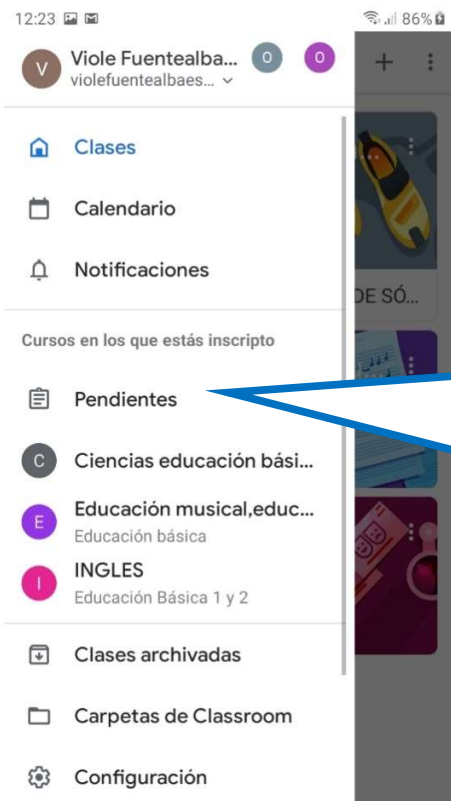 12:23 86%
V Viole Fuentealba... O O
violefuentealbaes...
Clases
Calendario
Notificaciones
DE SÓ...
Cursos en los que estás inscripto
Pendientes
C Ciencias educación bási...
E Educación musical,educ...
Educación básica
I INGLES
Educación Básica 1 y 2
Clases archivadas
Carpetas de Classroom
Configuración